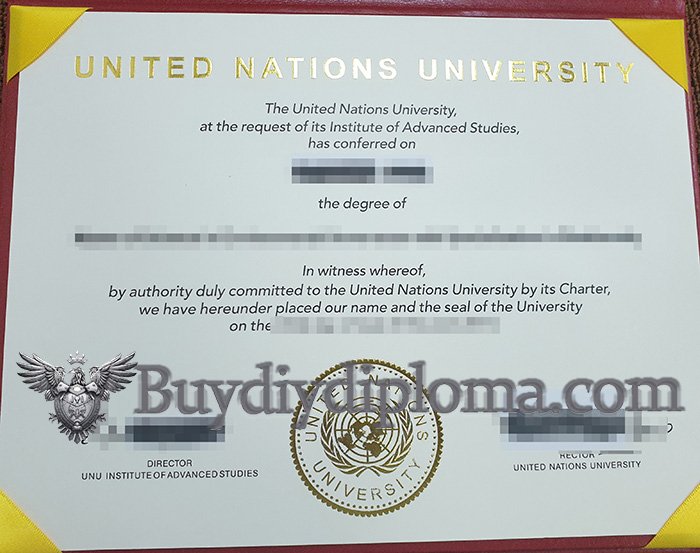 UNITED NATIONS UNIVERSITY
The United Nations University,
at the request of its Institute of Advanced Studies,
has conferred on
the degree of
In witness whereof,
by authority duly committed to the United Nations University by its Charter,
we have hereunder placed our name and the seal of the University
on the
Buydiydiploma.com
UNITED NATIONS
UNIVERSITY
DIRECTOR
UNU INSTITUTE OF ADVANCED STUDIES
RECTOR
UNITED NATIONS UNIVERSITY